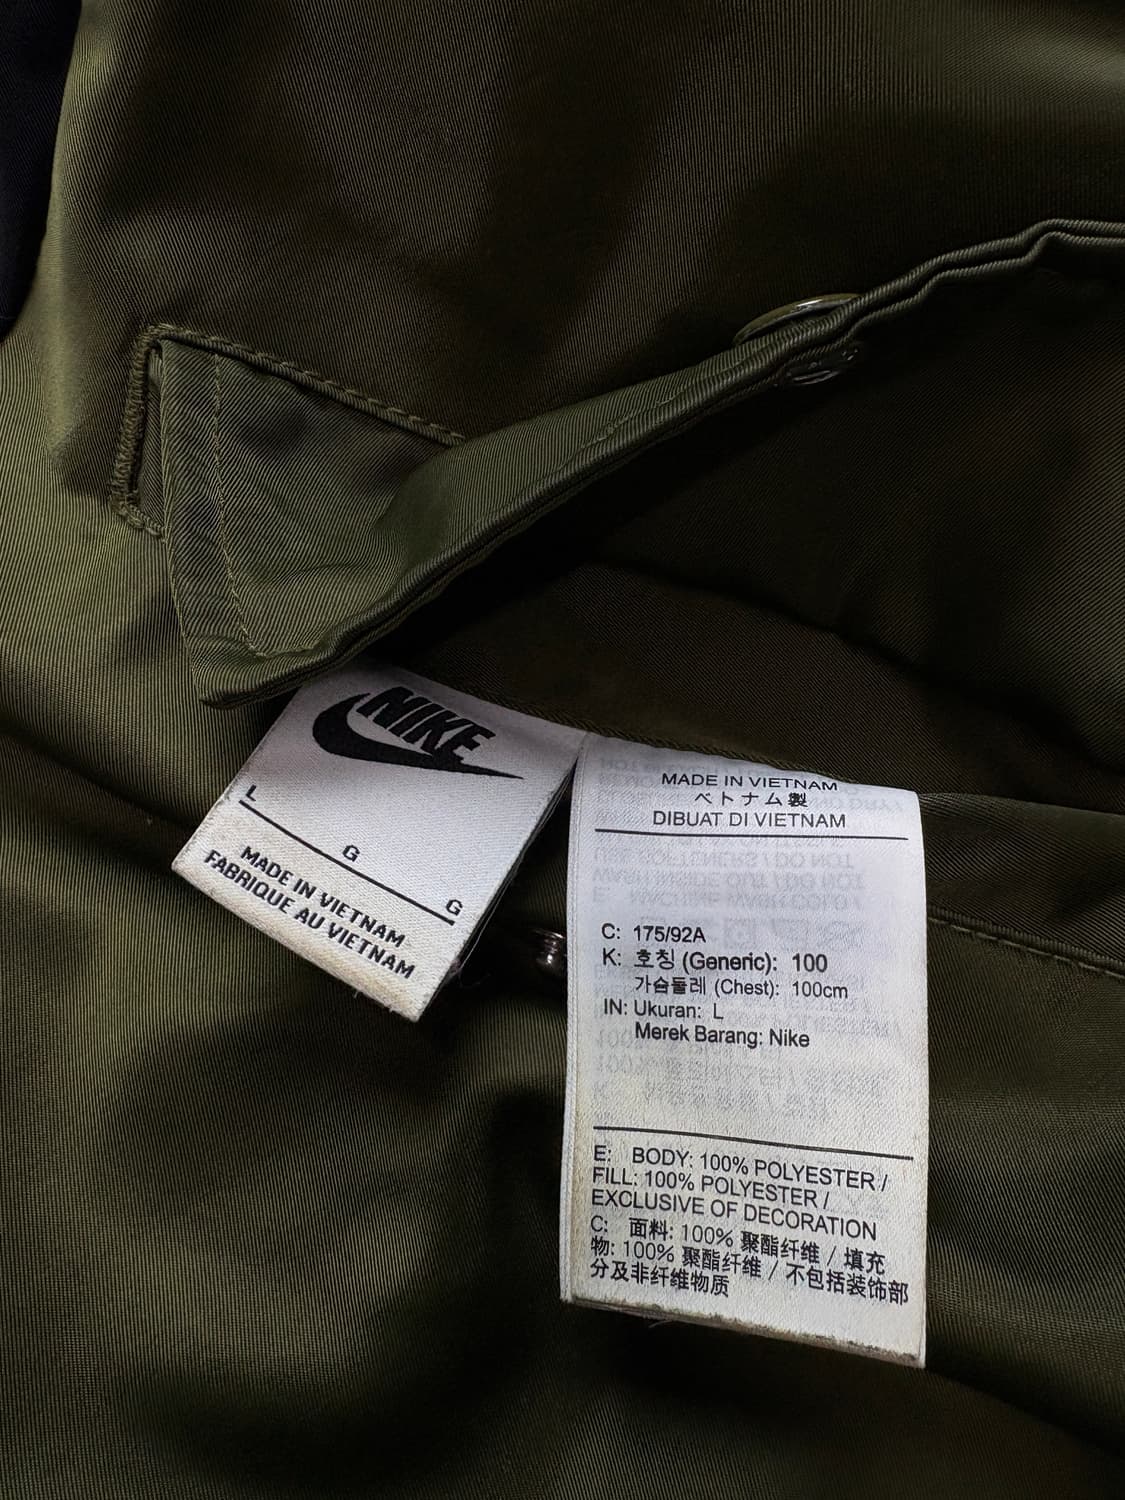 NIKE
L
G
G
MADE IN VIETNAM
FABRIQUE AU VIETNAM
MADE IN VIETNAM
ベトナム製
DIBUAT DI VIETNAM
C: 175/92A
K: 호칭 (Generic): 100
가슴둘레 (Chest): 100cm
IN: Ukuran: L
Merek Barang: Nike
E: BODY: 100% POLYESTER /
FILL: 100% POLYESTER /
EXCLUSIVE OF DECORATION
C: 面料: 100% 聚酯纤维 / 填充
物: 100% 聚酯纤维 / 不包括装饰部
分及非纤维物质